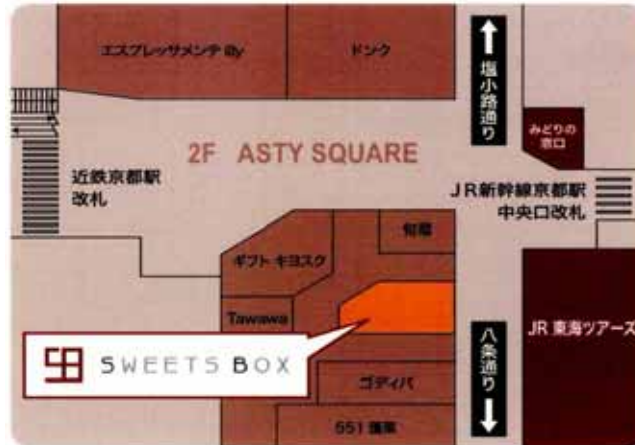 エスプレッサメンテ illy
ドンク
塩小路通り
みどりの
窓口
2F ASTY SQUARE
近鉄京都駅
改札
JR新幹線京都駅
中央口改札
ギフト キヨスク
Tawawa
SWEETS BOX
ゴディバ
551 蓬莱
八条通り
JR 東海ツアーズ